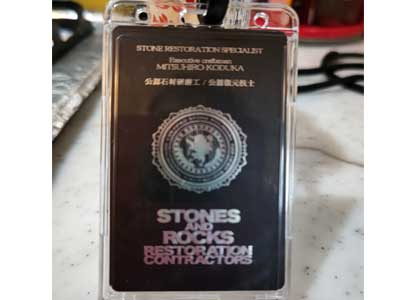 STONE RESTORATION SPECIALIST
Executive craftsman
MITSUHIRO KODUKA
公認石材研磨工 / 公認復元技士
STONES
AND
ROCKS
RESTORATION
CONTRACTORS